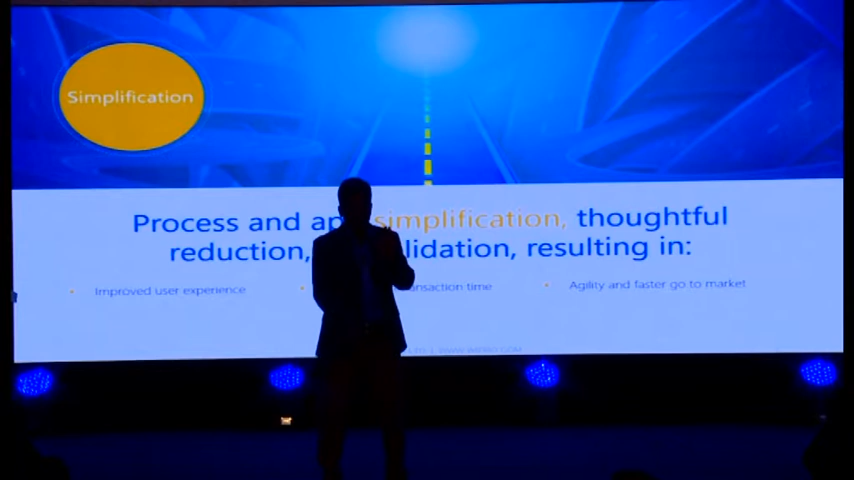 Simplification
Process and ap simplification, thoughtful
reduction, lidation, resulting in:
Improved user experience
nsaction time
Agility and faster go to market